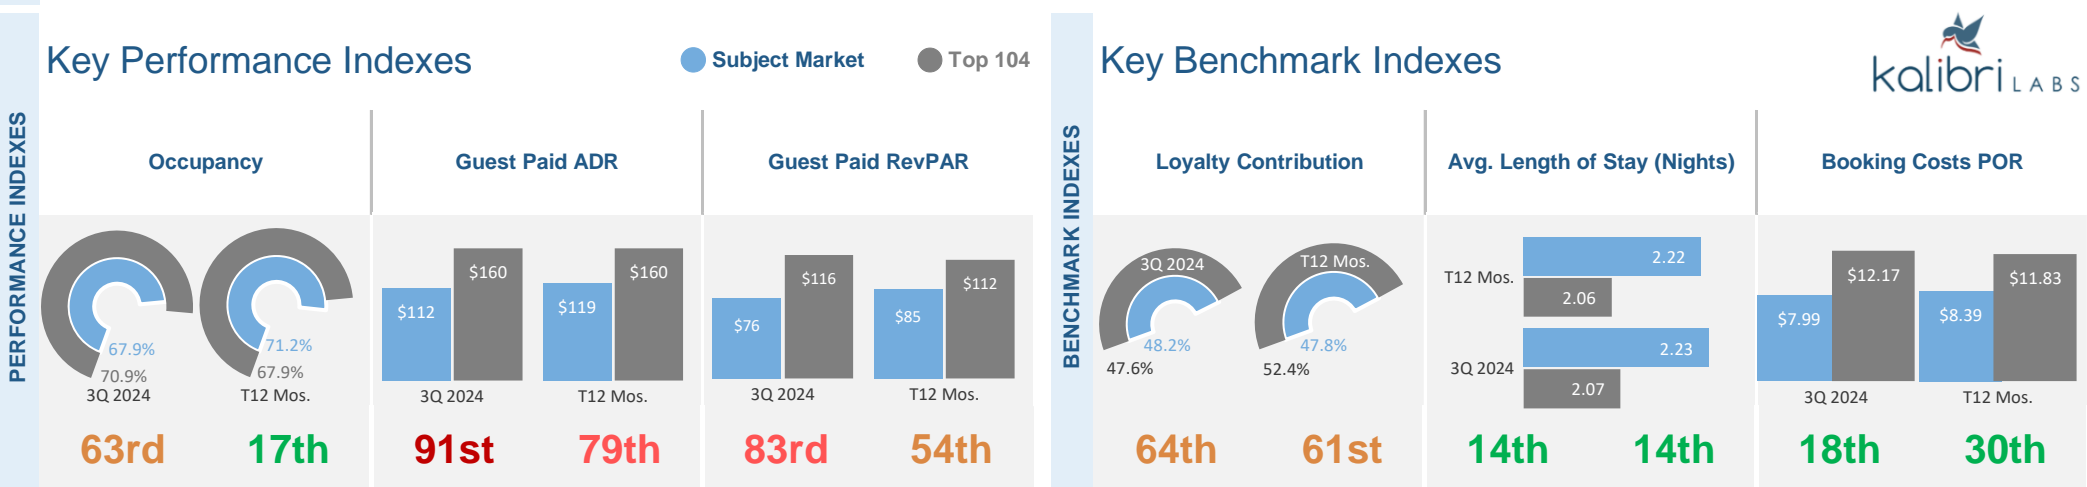 PERFORMANCE INDEXES
Key Performance Indexes
Subject Market
Top 104
Occupancy
Guest Paid ADR
Guest Paid RevPAR
67.9%
70.9%
3Q 2024
71.2%
67.9%
T12 Mos.
$112
$160
3Q 2024
$119
$160
T12 Mos.
$76
$116
3Q 2024
$85
$112
T12 Mos.
63rd
17th
91st
79th
83rd
54th
BENCHMARK INDEXES
Key Benchmark Indexes
kalibri LABS
Loyalty Contribution
Avg. Length of Stay (Nights)
Booking Costs POR
3Q 2024
48.2%
47.6%
T12 Mos.
47.8%
52.4%
T12 Mos.
2.22
2.06
3Q 2024
2.23
2.07
$7.99
$12.17
3Q 2024
$8.39
$11.83
T12 Mos.
64th
61st
14th
14th
18th
30th